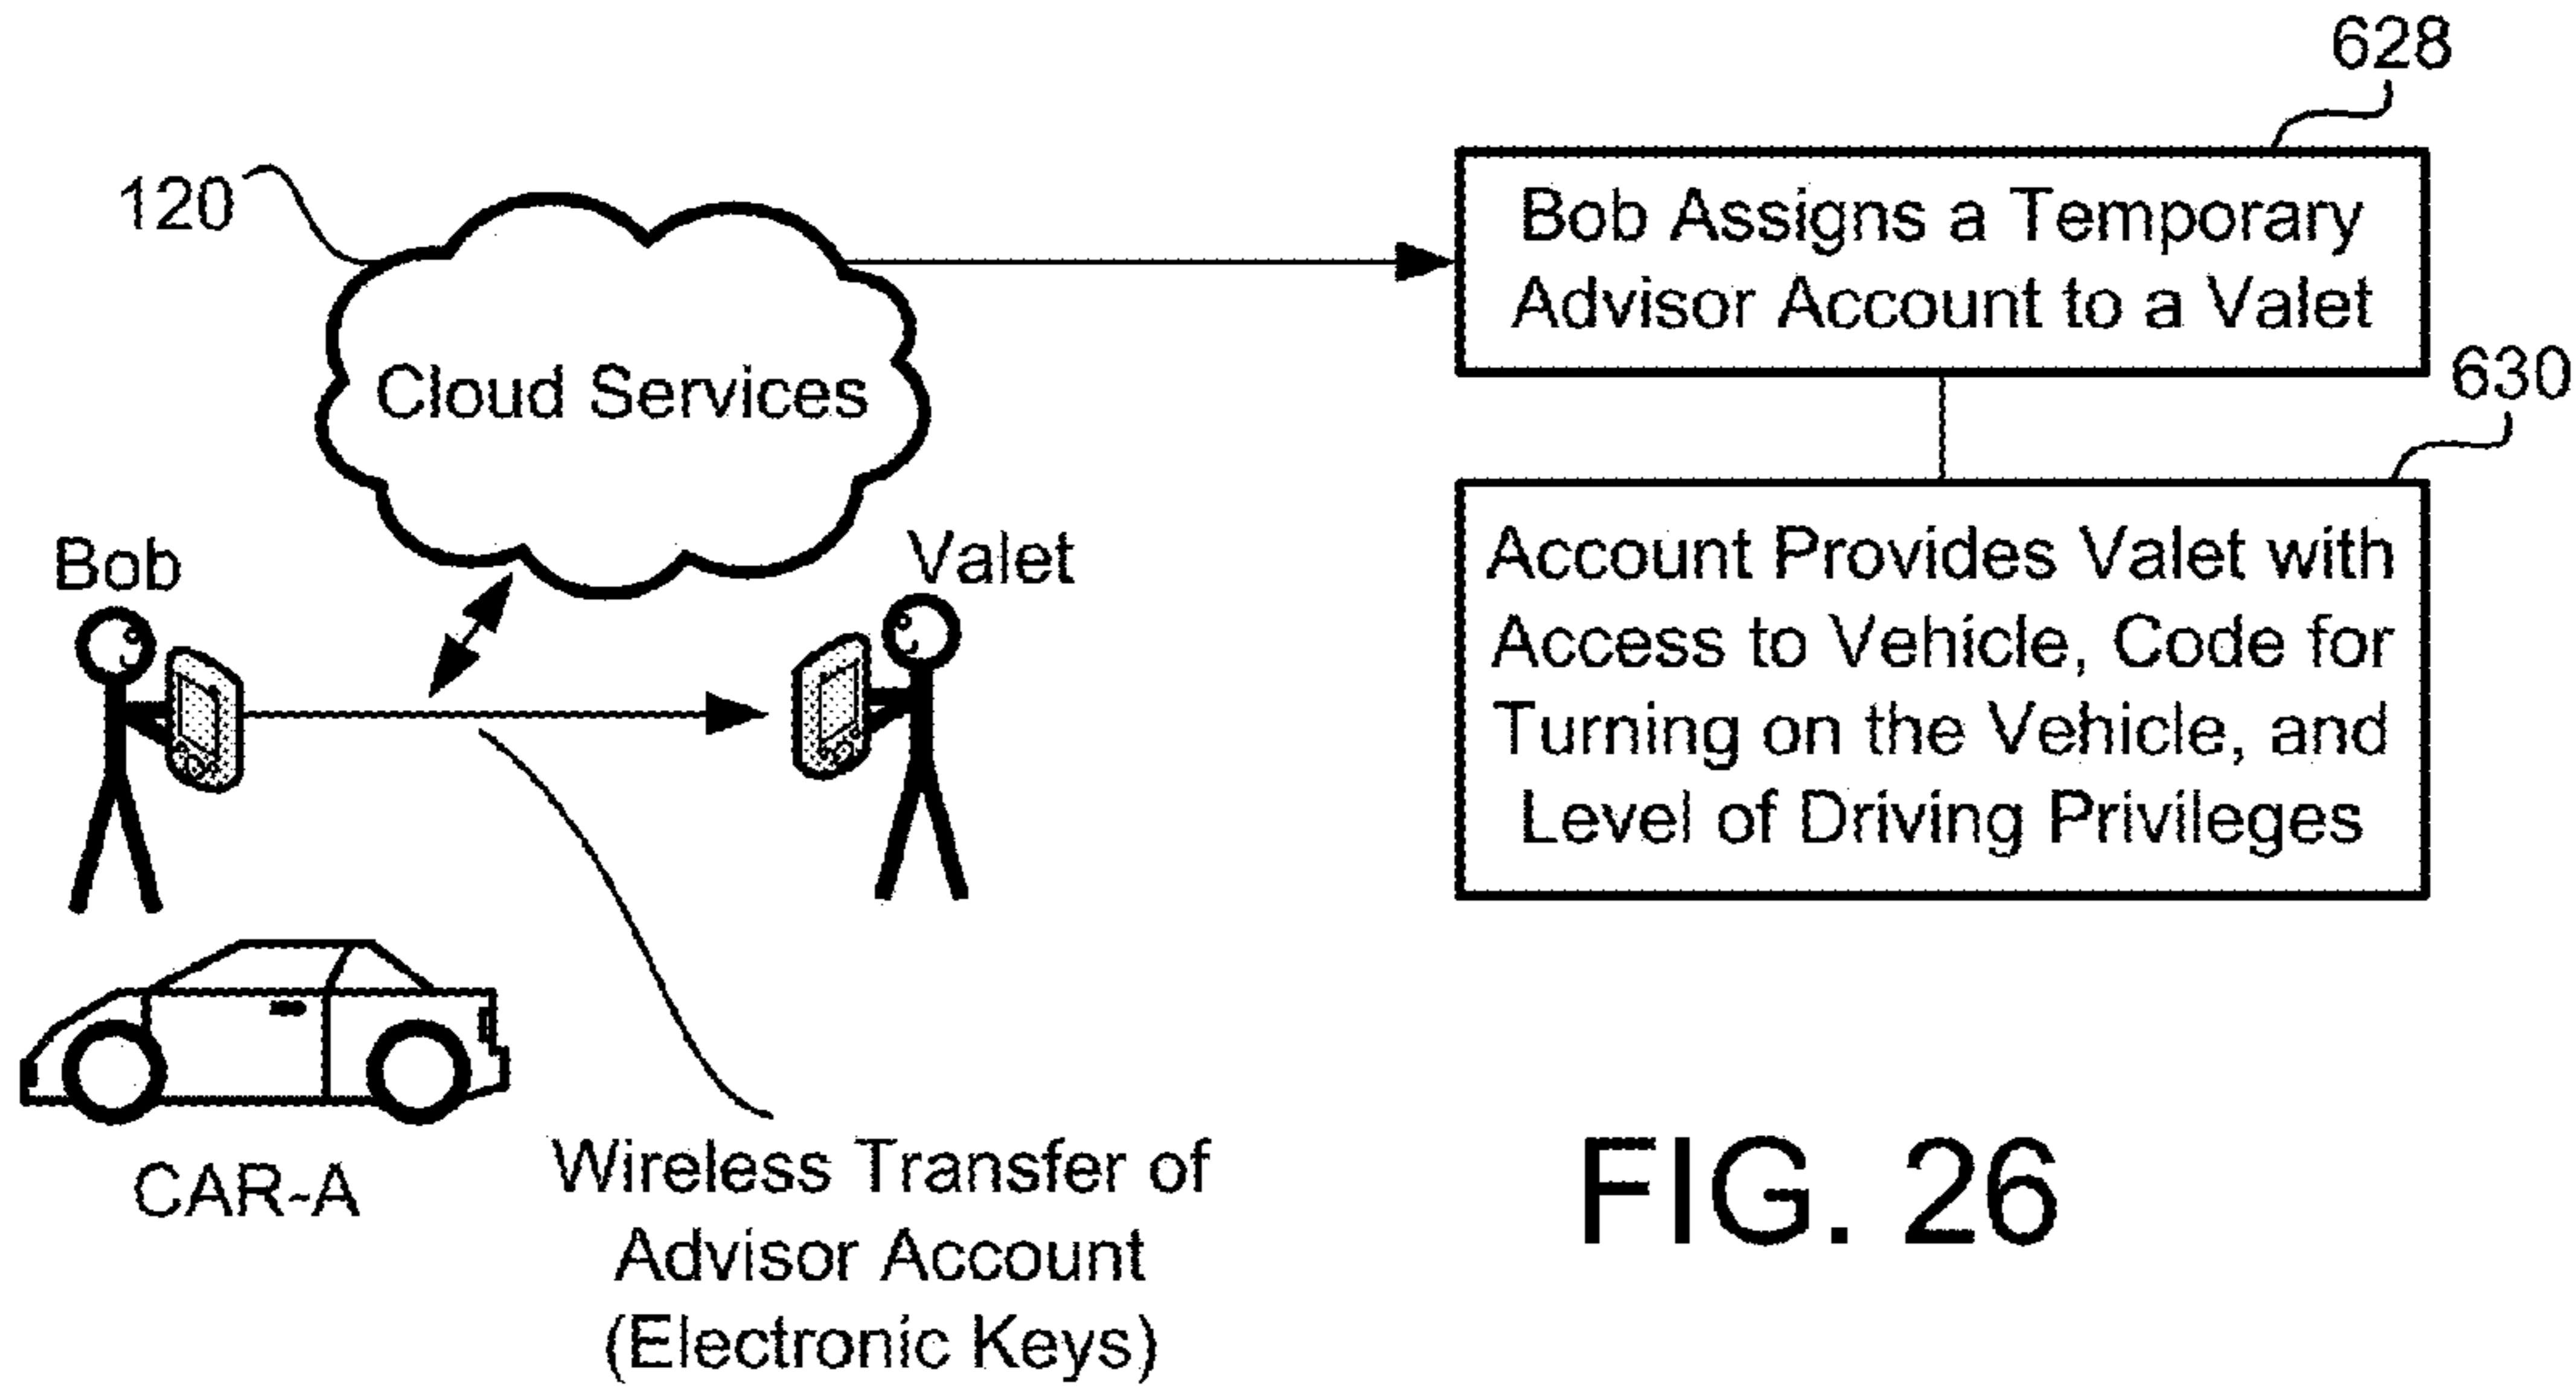 628
120
Bob Assigns a Temporary
Advisor Account to a Valet
Cloud Services
630
Bob
Valet
Account Provides Valet with
Access to Vehicle, Code for
Turning on the Vehicle, and
Level of Driving Privileges
CAR-A
Wireless Transfer of
Advisor Account
(Electronic Keys)
FIG. 26